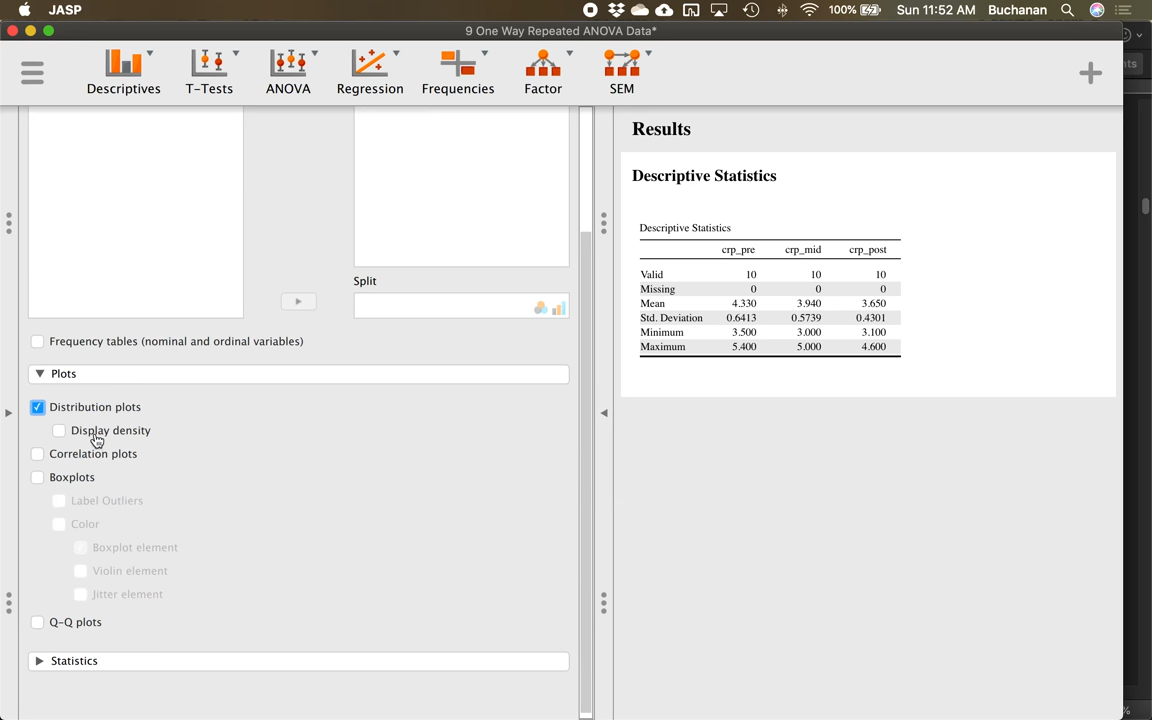 JASP 100% Sun 11:52 AM Buchanan
9 One Way Repeated ANOVA Data*
Descriptives T-Tests ANOVA Regression Frequencies Factor SEM
Results
Descriptive Statistics
Descriptive Statistics
crp_pre crp_mid crp_post
Valid 10 10 10
Missing 0 0 0
Mean 4.330 3.940 3.650
Std. Deviation 0.6413 0.5739 0.4301
Minimum 3.500 3.000 3.100
Maximum 5.400 5.000 4.600
Split
Frequency tables (nominal and ordinal variables)
Plots
Distribution plots
Display density
Correlation plots
Boxplots
Label Outliers
Color
Boxplot element
Violin element
Jitter element
Q-Q plots
Statistics
nts
%